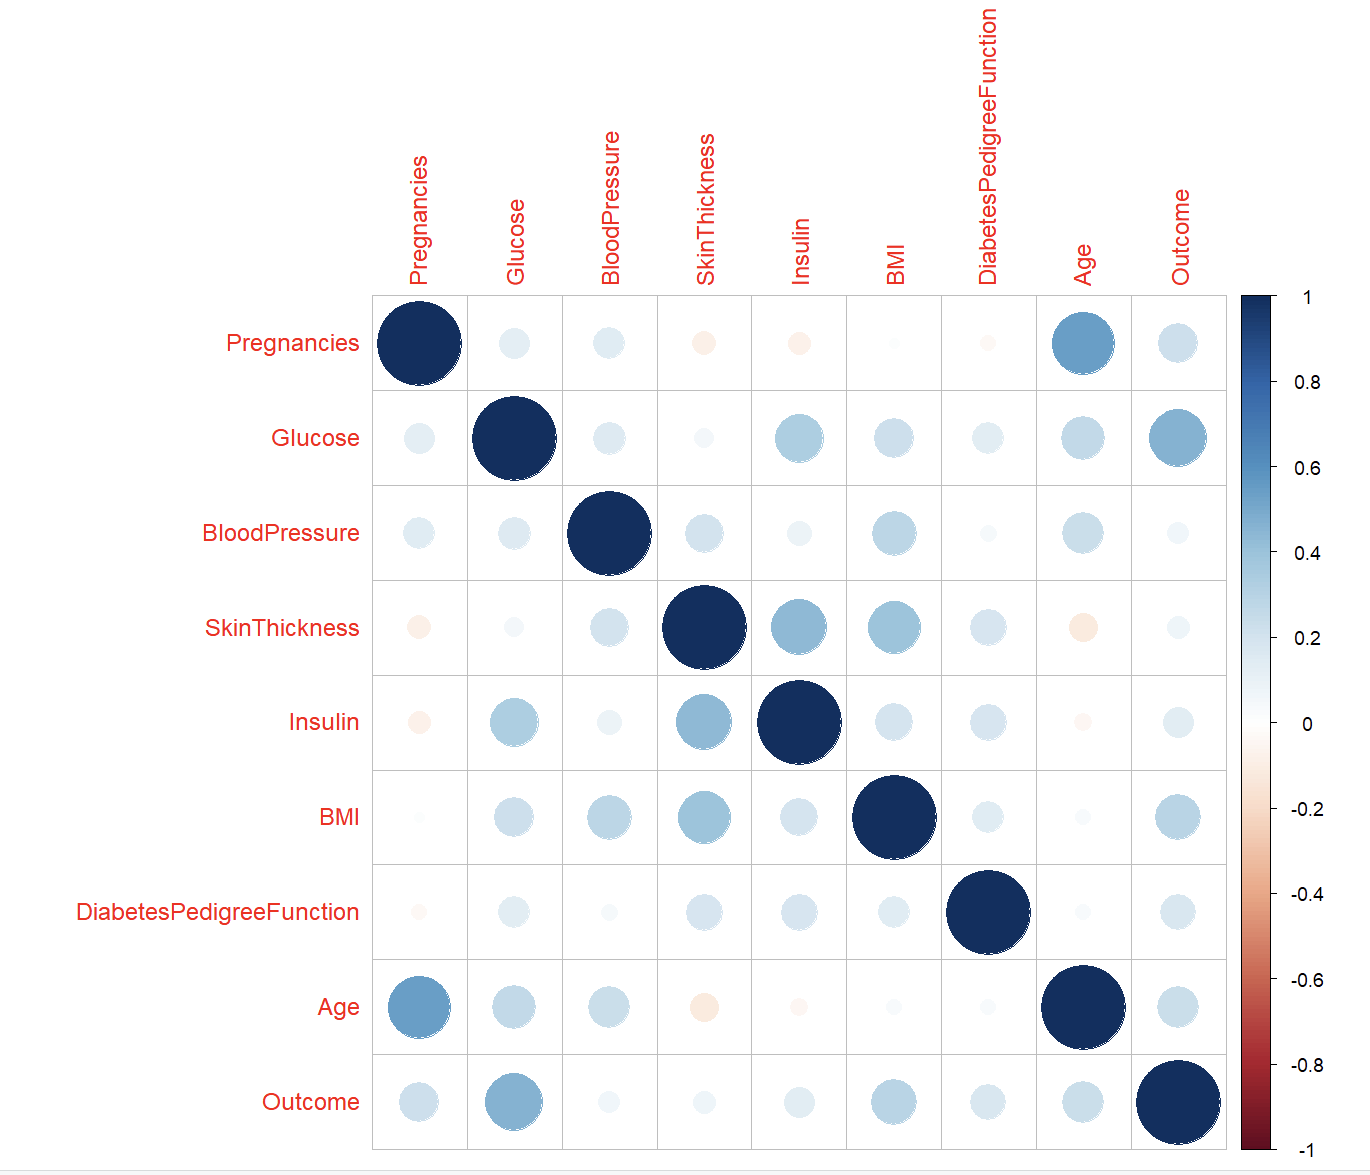 Pregnancies
Glucose
BloodPressure
SkinThickness
Insulin
BMI
DiabetesPedigreeFunction
Age
Outcome
Pregnancies
Glucose
BloodPressure
SkinThickness
Insulin
BMI
DiabetesPedigreeFunction
Age
Outcome
1
0.8
0.6
0.4
0.2
0
-0.2
-0.4
-0.6
-0.8
-1